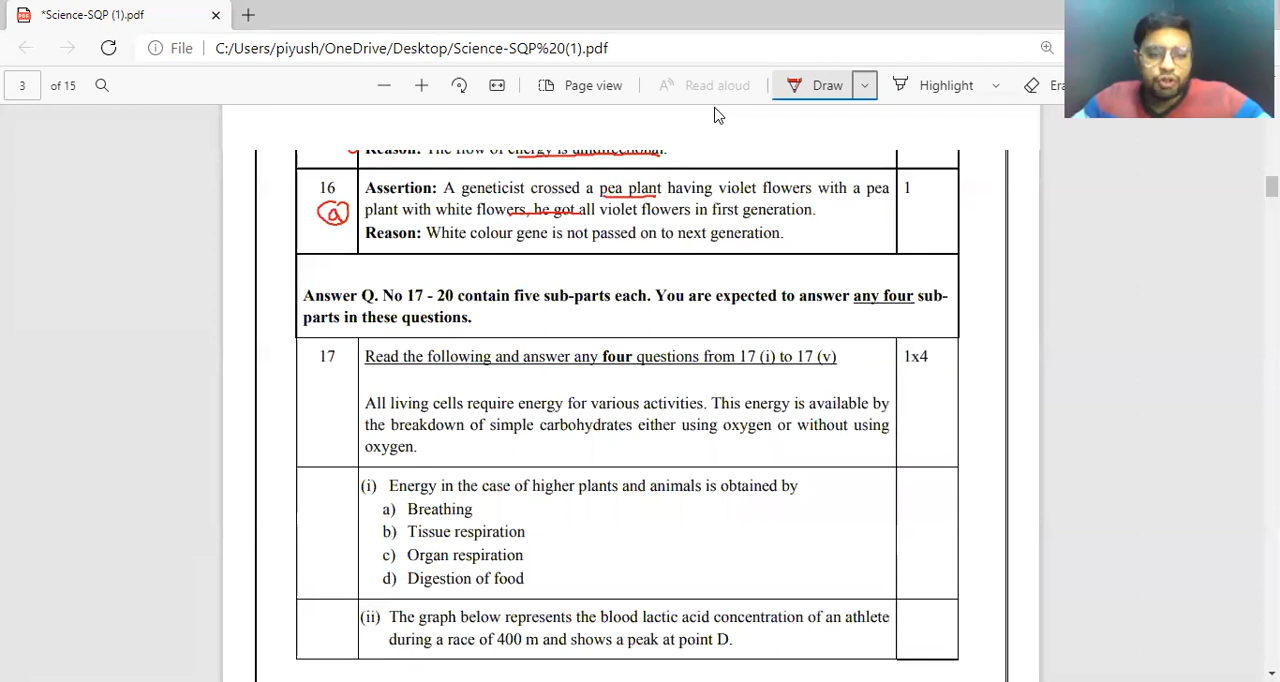 *Science-SQP (1).pdf
File C:/Users/piyush/OneDrive/Desktop/Science-SQP%20(1).pdf
3 of 15 Page view Read aloud Draw Highlight
Reason: The flow of energy is unidirectional.
16 Assertion: A geneticist crossed a pea plant having violet flowers with a pea 1
a plant with white flowers, he got all violet flowers in first generation.
Reason: White colour gene is not passed on to next generation.
Answer Q. No 17 - 20 contain five sub-parts each. You are expected to answer any four sub-
parts in these questions.
17 Read the following and answer any four questions from 17 (i) to 17 (v) 1x4
All living cells require energy for various activities. This energy is available by
the breakdown of simple carbohydrates either using oxygen or without using
oxygen.
(i) Energy in the case of higher plants and animals is obtained by
a) Breathing
b) Tissue respiration
c) Organ respiration
d) Digestion of food
(ii) The graph below represents the blood lactic acid concentration of an athlete
during a race of 400 m and shows a peak at point D.